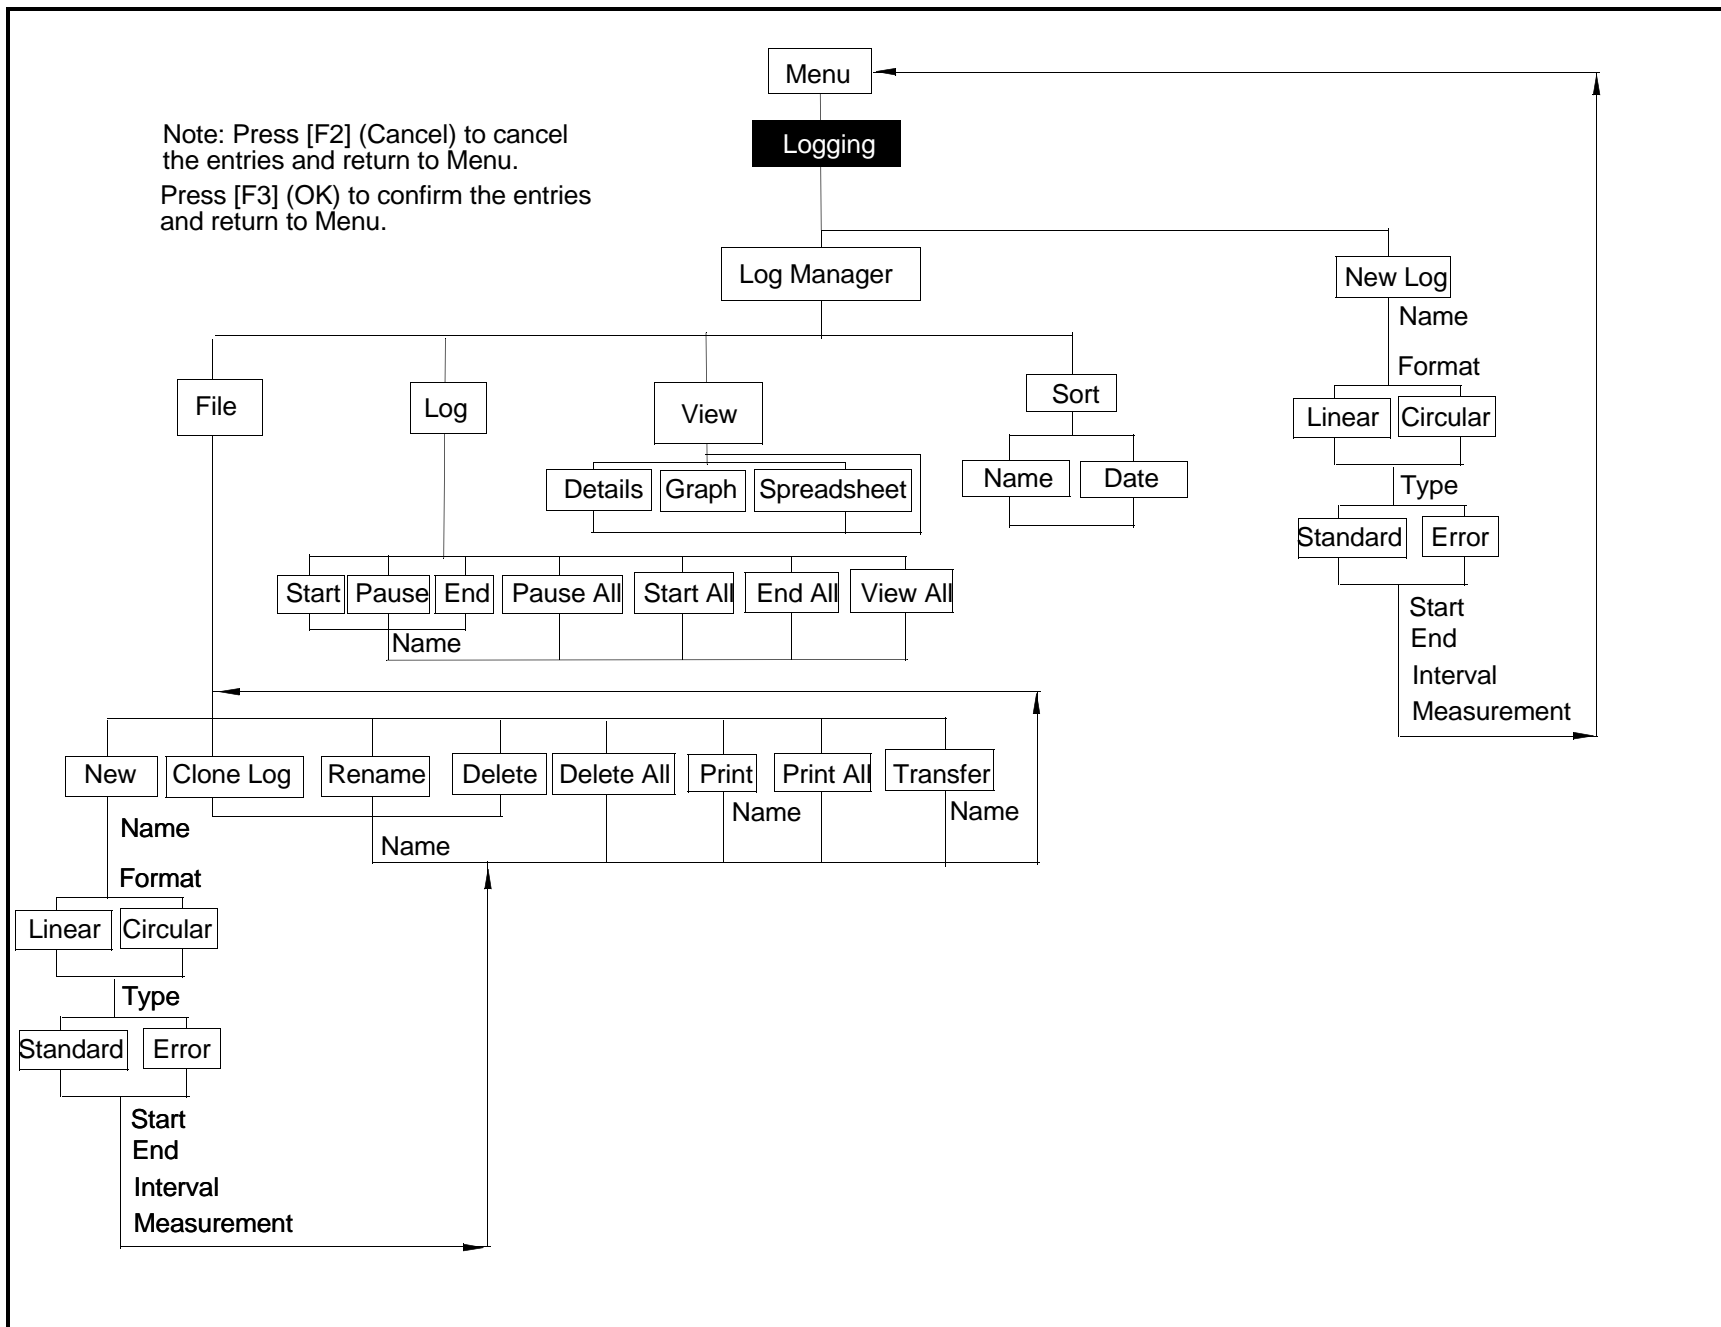 Menu
Logging
Note: Press [F2] (Cancel) to cancel
the entries and return to Menu.
Press [F3] (OK) to confirm the entries
and return to Menu.
Log Manager
New Log
Name
Format
Linear Circular
Type
Standard Error
Start
End
Interval
Measurement
File Log View Sort
Details Graph Spreadsheet
Name Date
Start Pause End Pause All Start All End All View All
Name
New Clone Log Rename Delete Delete All Print Print All Transfer
Name Name
Name
Name
Format
Linear Circular
Type
Standard Error
Start
End
Interval
Measurement